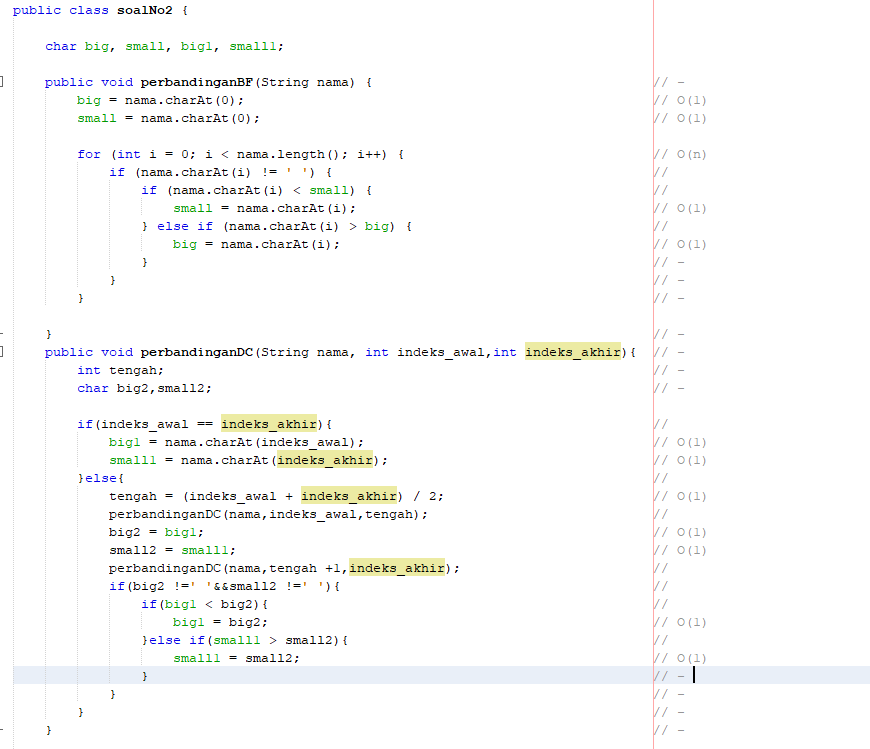 public class soalNo2 {
    char big, small, big1, small1;
    public void perbandinganBF(String nama) { // -
        big = nama.charAt(0); // O(1)
        small = nama.charAt(0); // O(1)
        for (int i = 0; i < nama.length(); i++) { // O(n)
            if (nama.charAt(i) != ' ') { //
                if (nama.charAt(i) < small) { //
                    small = nama.charAt(i); // O(1)
                } else if (nama.charAt(i) > big) { //
                    big = nama.charAt(i); // O(1)
                } // -
            } // -
        } // -
    } // -
    public void perbandinganDC(String nama, int indeks_awal,int indeks_akhir){ // -
        int tengah; // -
        char big2,small2; // -
        if(indeks_awal == indeks_akhir){ //
            big1 = nama.charAt(indeks_awal); // O(1)
            small1 = nama.charAt(indeks_akhir); // O(1)
        }else{ //
            tengah = (indeks_awal + indeks_akhir) / 2; // O(1)
            perbandinganDC(nama,indeks_awal,tengah); //
            big2 = big1; // O(1)
            small2 = small1; // O(1)
            perbandinganDC(nama,tengah +1,indeks_akhir); //
            if(big2 !=' '&&small2 !=' '){ //
                if(big1 < big2){ //
                    big1 = big2; // O(1)
                }else if(small1 > small2){ //
                    small1 = small2; // O(1)
                } // -
            } // -
        } // -
    } // -